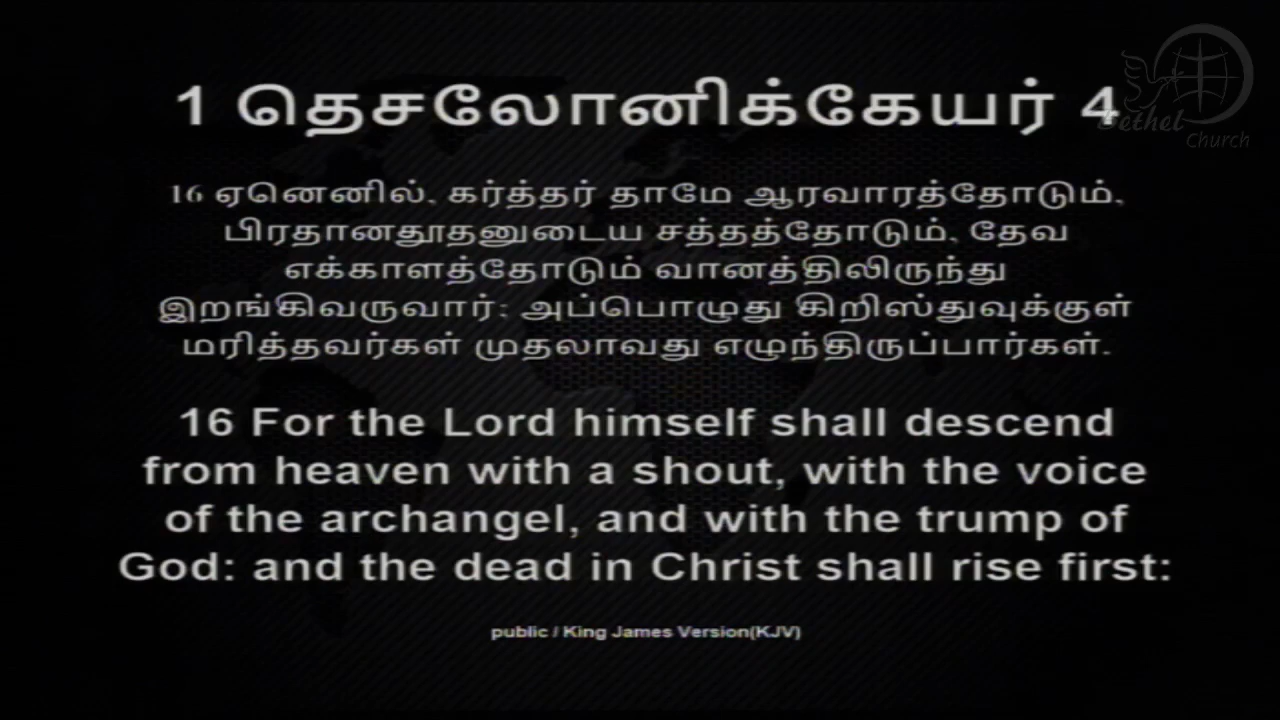 1 தெசலோனிக்கேயர் 4
Bethel
Church
16 ஏனெனில், கர்த்தர் தாமே ஆரவாரத்தோடும்,
பிரதானதூதனுடைய சத்தத்தோடும், தேவ
எக்காளத்தோடும் வானத்திலிருந்து
இறங்கிவருவார்; அப்பொழுது கிறிஸ்துவுக்குள்
மரித்தவர்கள் முதலாவது எழுந்திருப்பார்கள்.
16 For the Lord himself shall descend
from heaven with a shout, with the voice
of the archangel, and with the trump of
God: and the dead in Christ shall rise first:
public / King James Version(KJV)